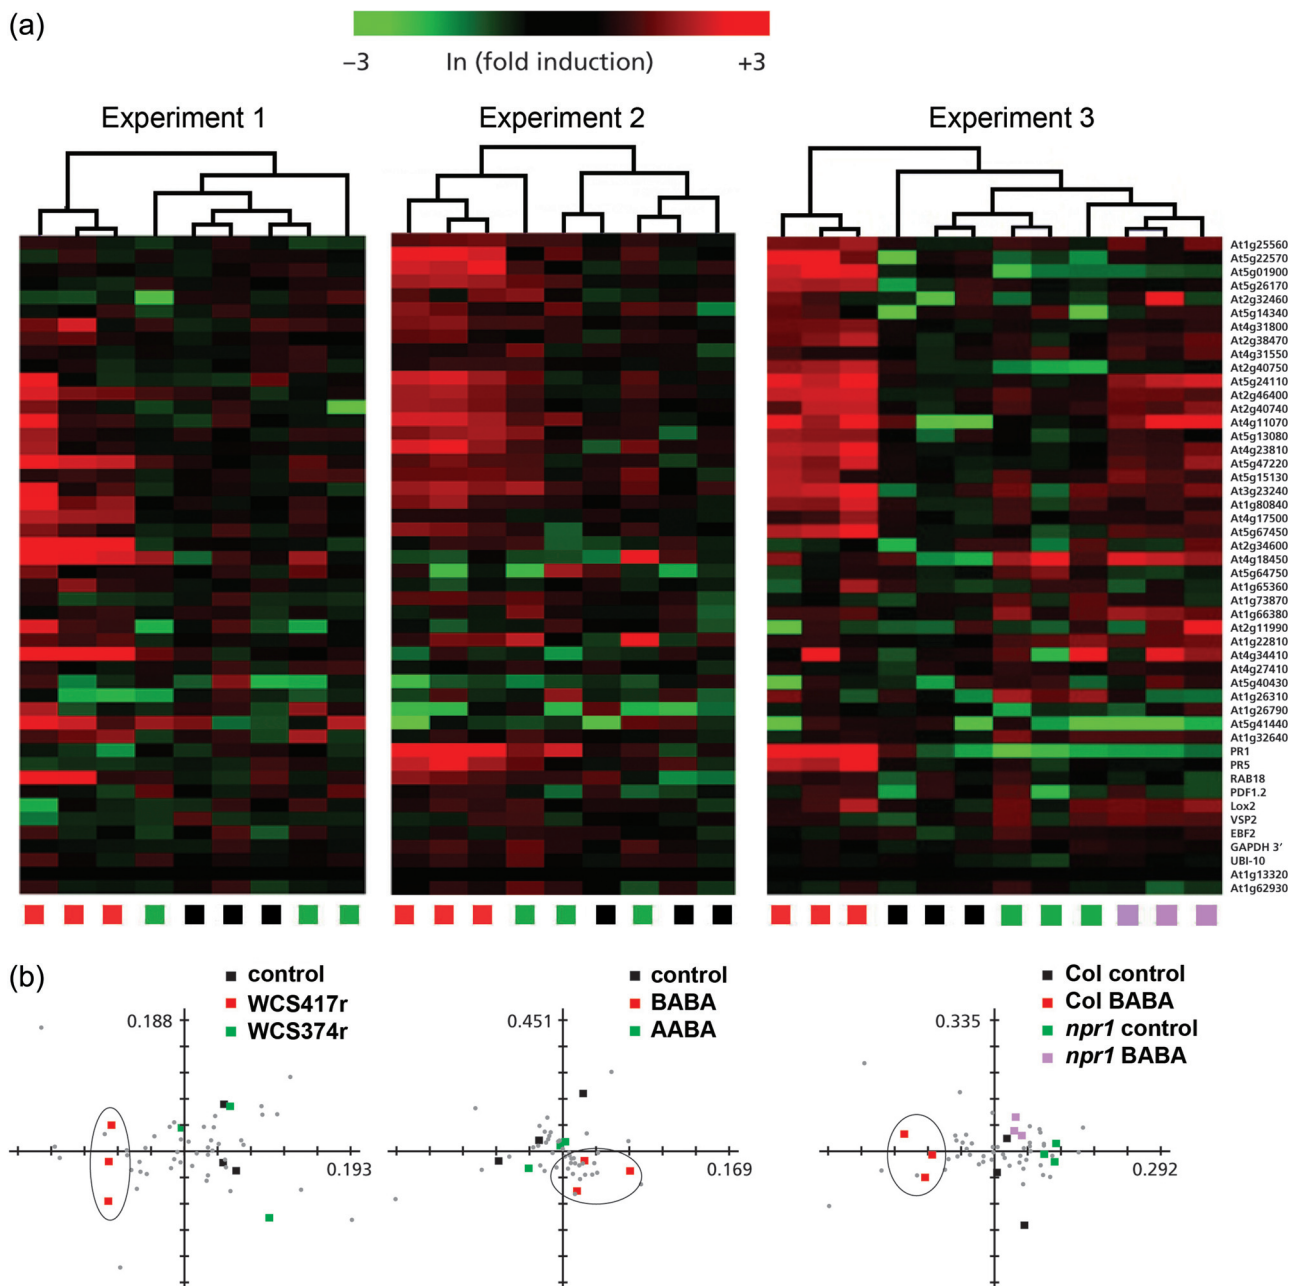 (a)
−3 In (fold induction) +3
Experiment 1 Experiment 2 Experiment 3
At1g25560
At5g22570
At5g01900
At5g26170
At2g32460
At5g14340
At4g31800
At2g38470
At4g31550
At2g40750
At5g24110
At2g46400
At2g40740
At4g11070
At5g13080
At4g23810
At5g47220
At5g15130
At3g23240
At1g80840
At4g17500
At5g67450
At2g34600
At4g18450
At5g64750
At1g65360
At1g73870
At1g66380
At2g11990
At1g22810
At4g34410
At4g27410
At5g40430
At1g26310
At1g26790
At5g41440
At1g32640
PR1
PR5
RAB18
PDF1.2
Lox2
VSP2
EBF2
GAPDH 3′
UBI-10
At1g13320
At1g62930
(b)
control
WCS417r
WCS374r
0.188
0.193
control
BABA
AABA
0.451
0.169
Col control
Col BABA
npr1 control
npr1 BABA
0.335
0.292